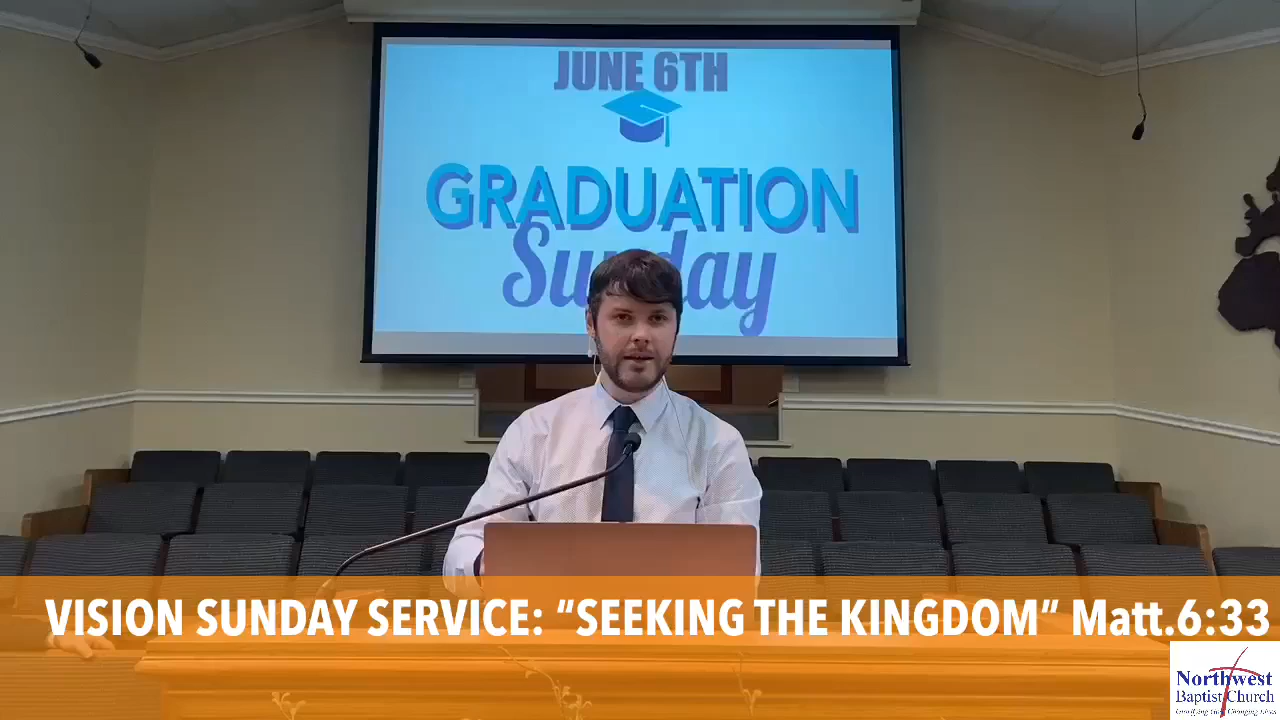 JUNE 6TH
GRADUATION
Sunday
VISION SUNDAY SERVICE: “SEEKING THE KINGDOM” Matt.6:33
Northwest
Baptist Church